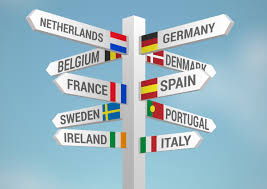 NETHERLANDS
GERMANY
BELGIUM
DENMARK
FRANCE
SPAIN
SWEDEN
PORTUGAL
IRELAND
ITALY